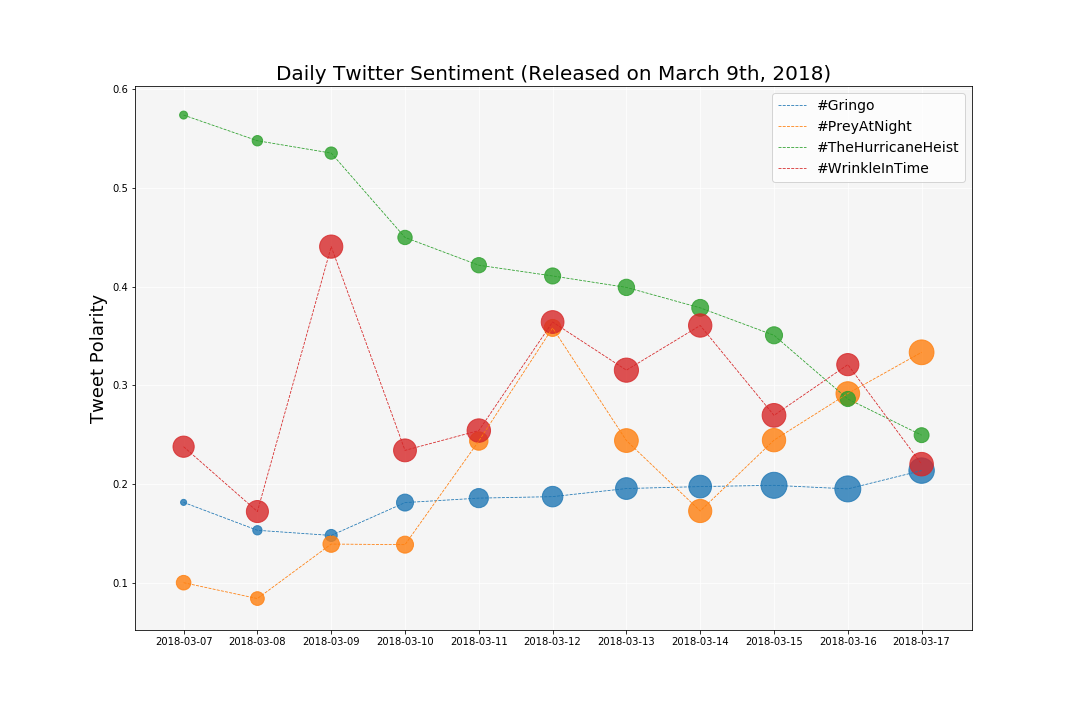 Daily Twitter Sentiment (Released on March 9th, 2018)
#Gringo
#PreyAtNight
#TheHurricaneHeist
#WrinkleInTime
Tweet Polarity
0.6
0.5
0.4
0.3
0.2
0.1
2018-03-07 2018-03-08 2018-03-09 2018-03-10 2018-03-11 2018-03-12 2018-03-13 2018-03-14 2018-03-15 2018-03-16 2018-03-17